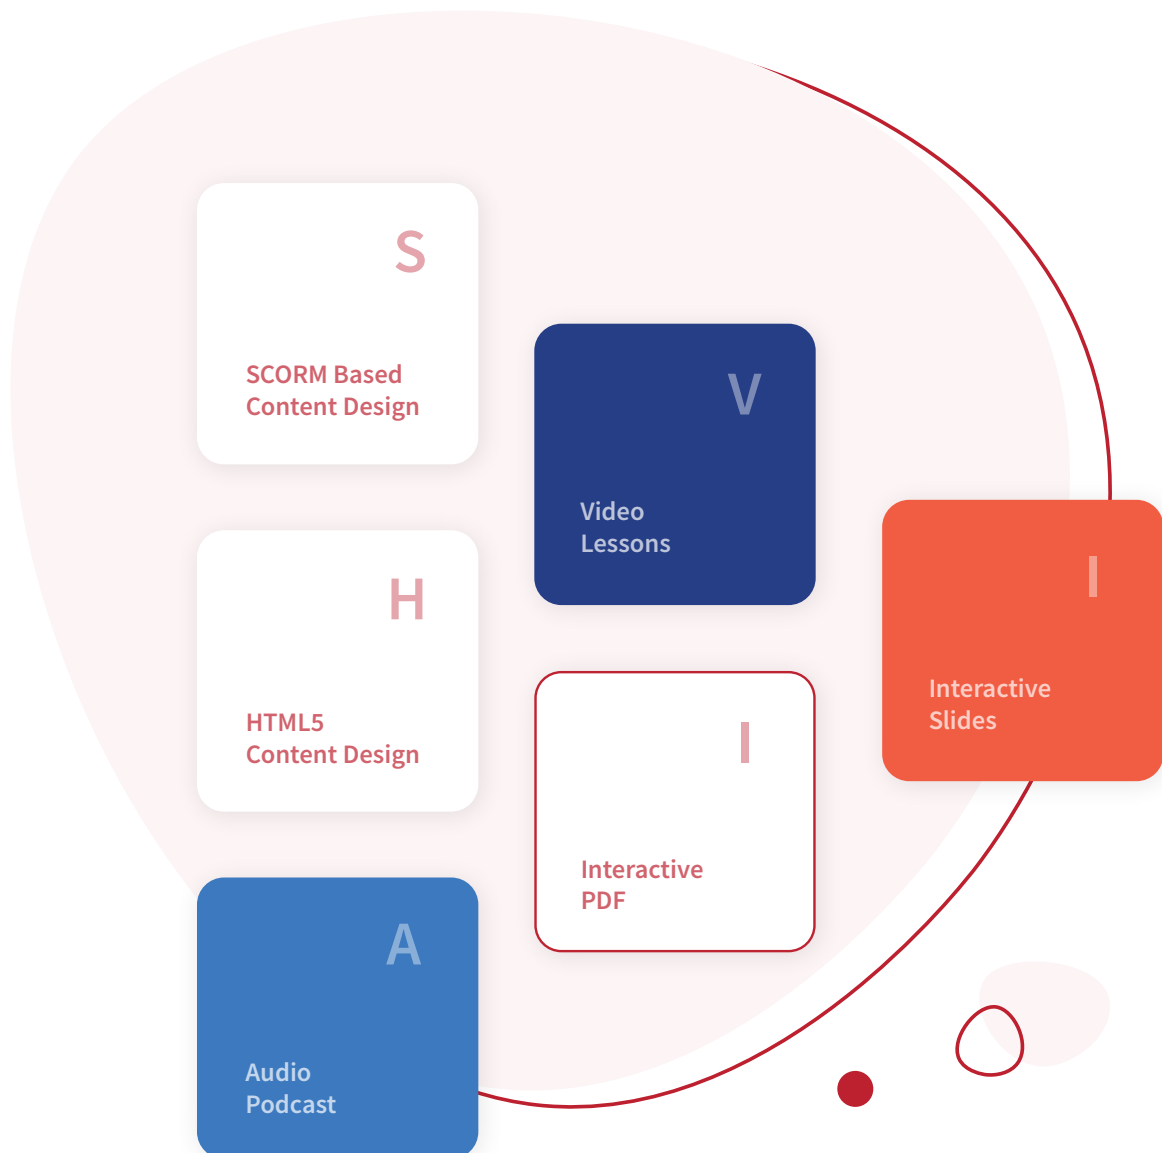 S
SCORM Based
Content Design
V
Video
Lessons
H
HTML5
Content Design
I
Interactive
Slides
I
Interactive
PDF
A
Audio
Podcast